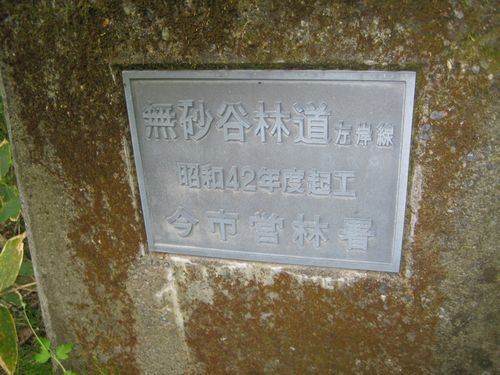 無砂谷林道左岸線
昭和42年度起工
今市営林署